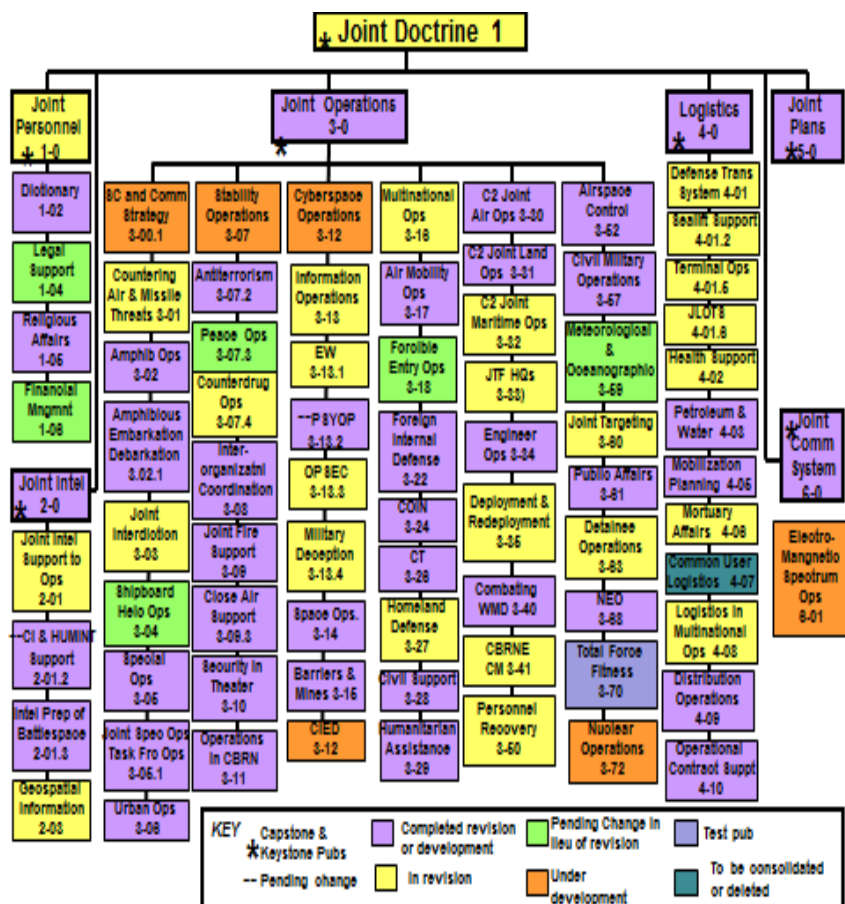 * Joint Doctrine 1
Joint
Personnel
* 1-0
Joint Operations
3-0
*
Logistics
* 4-0
Joint
Plans
* 5-0
Dictionary
1-02
Legal
Support
1-04
Religious
Affairs
1-05
Financial
Mngmnt
1-06
Joint Intel
* 2-0
Joint Intel
Support to
Ops
2-01
--CI & HUMINT
Support
2-01.2
Intel Prep of
Battlespace
2-01.3
Geospatial
Information
2-03
SC and Comm
Strategy
3-00.1
Countering
Air & Missile
Threats 3-01
Amphib Ops
3-02
Amphibious
Embarkation
Debarkation
3.02.1
Joint
Interdiction
3-03
Shipboard
Helo Ops
3-04
Special
Ops
3-05
Joint Spec Ops
Task Fro Ops
3-05.1
Urban Ops
3-06
Stability
Operations
3-07
Antiterrorism
3-07.2
Peace Ops
3-07.3
Counterdrug
Ops
3-07.4
Inter-
organizatnl
Coordination
3-08
Joint Fire
Support
3-09
Close Air
Support
3-09.3
Security in
Theater
3-10
Operations
in CBRN
3-11
Cyberspace
Operations
3-12
Information
Operations
3-13
EW
3-13.1
--PSYOP
3-13.2
OPSEC
3-13.3
Military
Deception
3-13.4
Space Ops.
3-14
Barriers &
Mines 3-15
CIED
3-12
Multinational
Ops
3-16
Air Mobility
Ops
3-17
Forcible
Entry Ops
3-18
Foreign
Internal
Defense
3-22
COIN
3-24
CT
3-26
Homeland
Defense
3-27
Civil Support
3-28
Humanitarian
Assistance
3-29
C2 Joint
Air Ops 3-30
C2 Joint Land
Ops 3-31
C2 Joint
Maritime Ops
3-32
JTF HQs
3-33)
Engineer
Ops 3-34
Deployment &
Redeployment
3-35
Combating
WMD 3-40
CBRNE
CM 3-41
Personnel
Recovery
3-50
Airspace
Control
3-52
Civil Military
Operations
3-57
Meteorological
&
Oceanographic
3-59
Joint Targeting
3-60
Public Affairs
3-61
Detainee
Operations
3-63
NEO
3-68
Total Force
Fitness
3-70
Nuclear
Operations
3-72
Defense Trans
System 4-01
Sealift Support
4-01.2
Terminal Ops
4-01.5
JLOTS
4-01.6
Health Support
4-02
Petroleum &
Water 4-03
Mobilization
Planning 4-05
Mortuary
Affairs 4-06
Common User
Logistics 4-07
Logistics in
Multinational
Ops 4-08
Distribution
Operations
4-09
Operational
Contract Suppt
4-10
* Joint
Comm
System
6-0
Electro-
Mangnetic
Spectrum
Ops
6-01
KEY
* Capstone &
Keystone Pubs
-- Pending change
Completed revision
or development
In revision
Pending Change in
lieu of revision
Under
development
Test pub
To be consolidated
or deleted